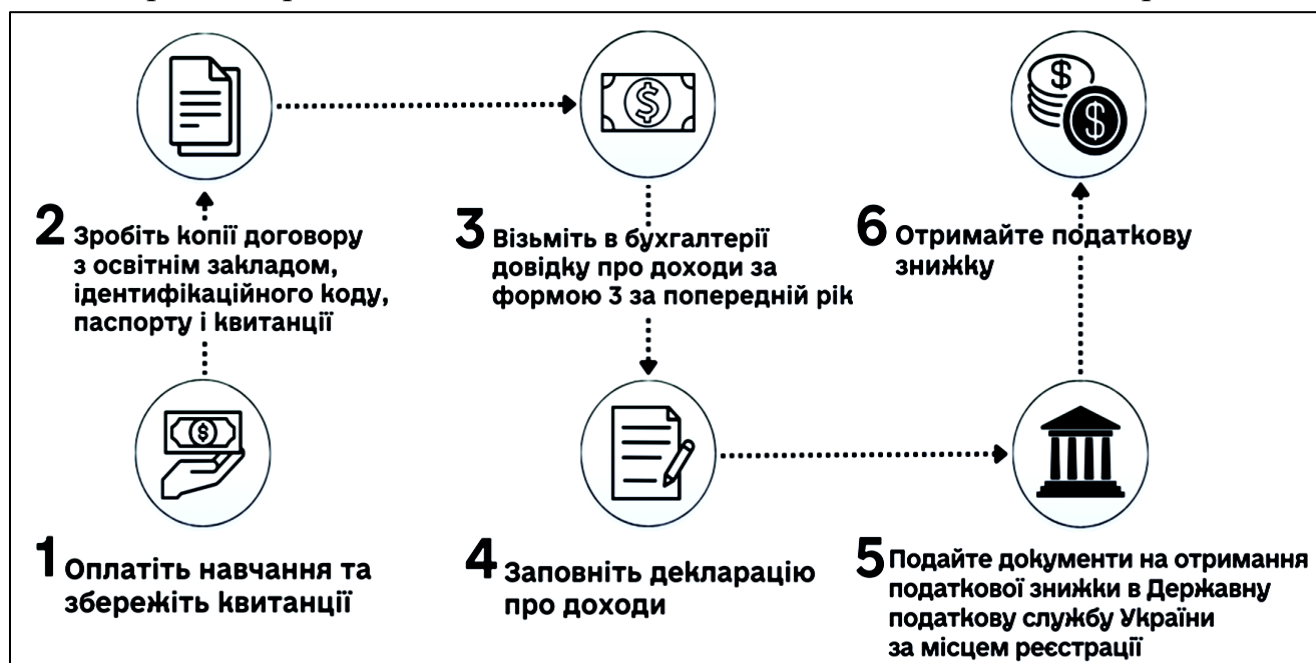 2 Зробіть копії договору
з освітнім закладом,
ідентифікаційного коду,
паспорту і квитанції
3 Візьміть в бухгалтерії
довідку про доходи за
формою 3 за попередній рік
6 Отримайте податкову
знижку
1 Оплатіть навчання та
збережіть квитанції
4 Заповніть декларацію
про доходи
5 Подайте документи на отримання
податкової знижки в Державну
податкову службу України
за місцем реєстрації